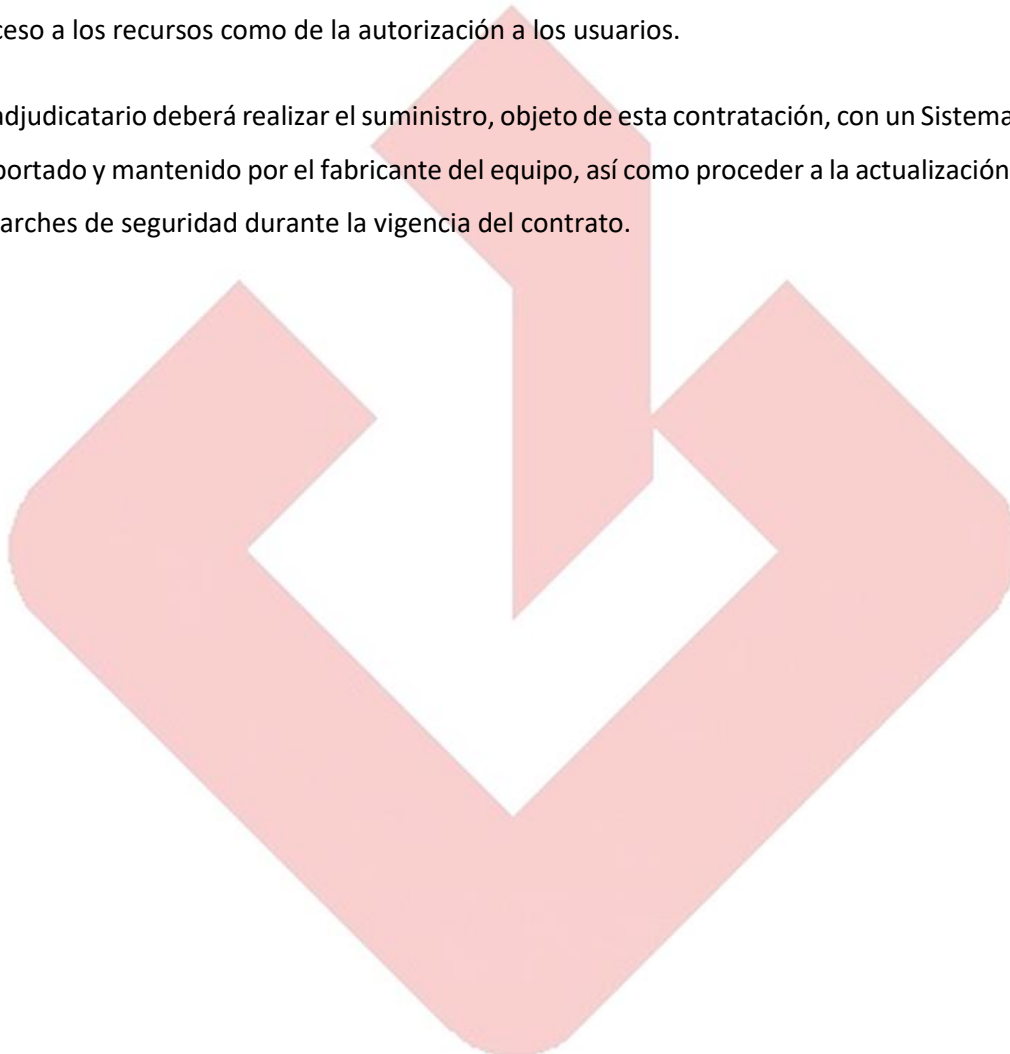 ceso a los recursos como de la autorización a los usuarios.
adjudicatario deberá realizar el suministro, objeto de esta contratación, con un Sistema
portado y mantenido por el fabricante del equipo, así como proceder a la actualización
arches de seguridad durante la vigencia del contrato.